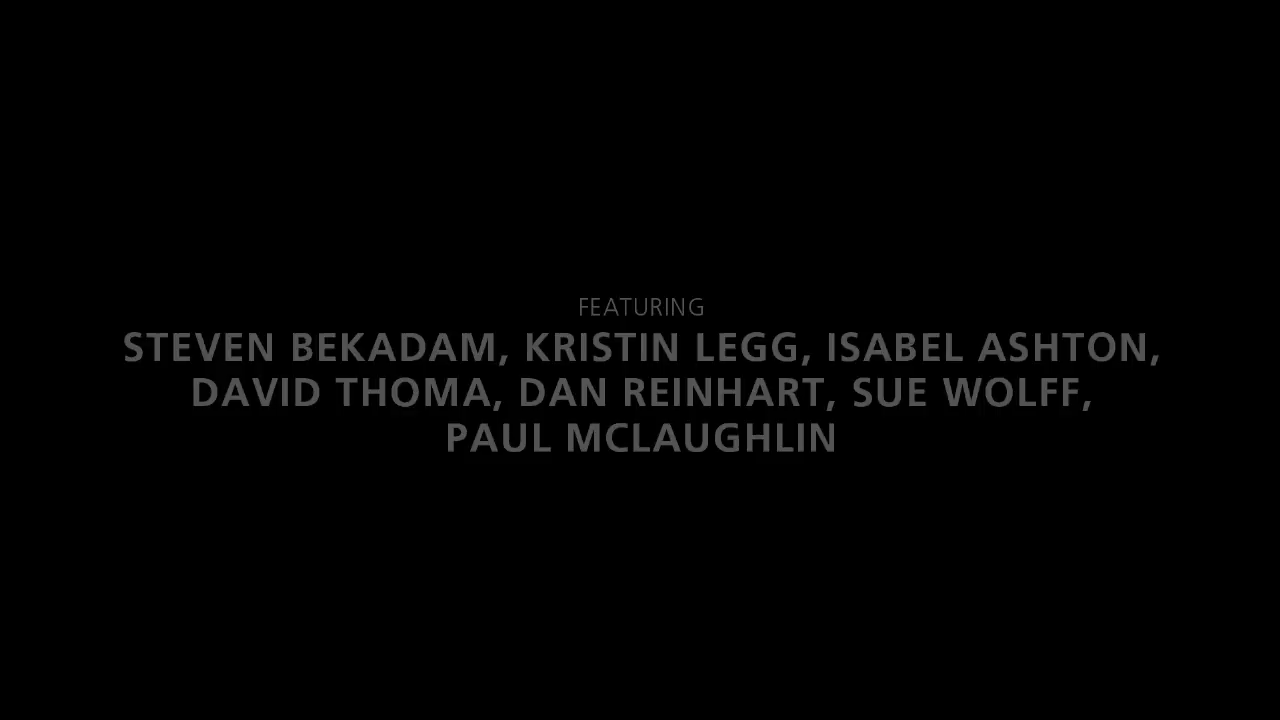 FEATURING
STEVEN BEKADAM, KRISTIN LEGG, ISABEL ASHTON,
DAVID THOMA, DAN REINHART, SUE WOLFF,
PAUL MCLAUGHLIN